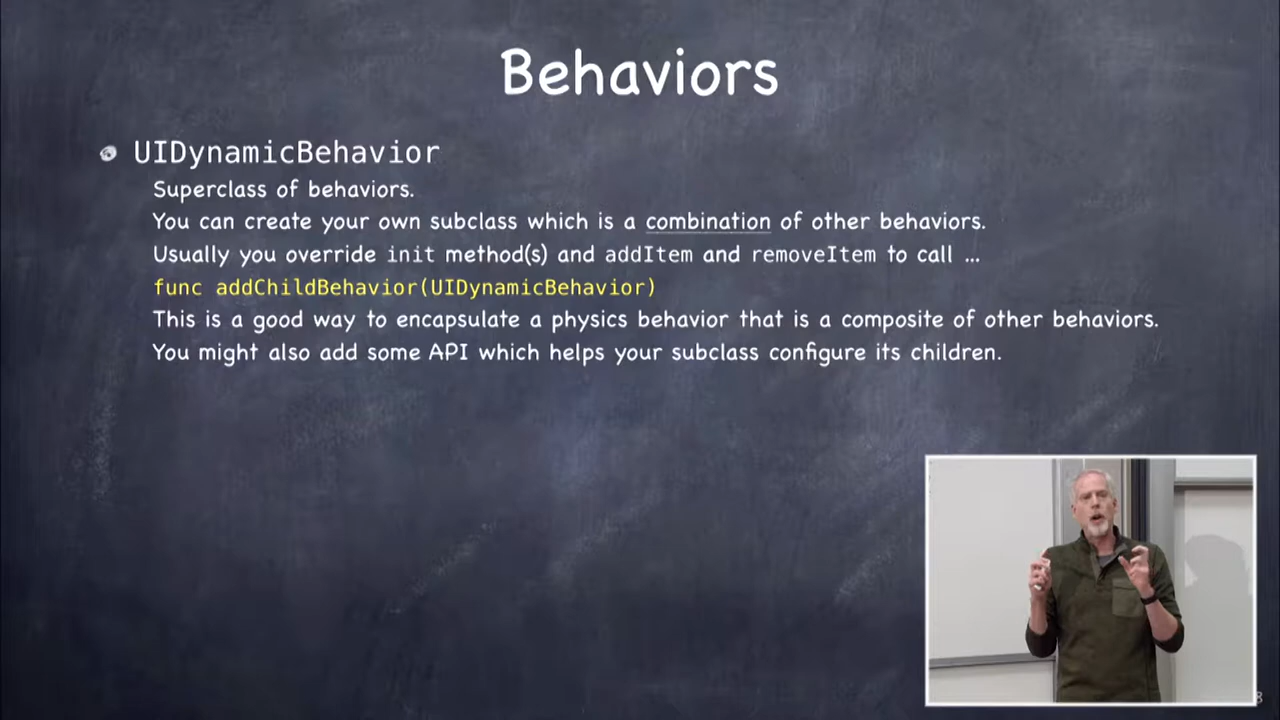 Behaviors
UIDynamicBehavior
Superclass of behaviors.
You can create your own subclass which is a combination of other behaviors.
Usually you override init method(s) and addItem and removeItem to call ...
func addChildBehavior(UIDynamicBehavior)
This is a good way to encapsulate a physics behavior that is a composite of other behaviors.
You might also add some API which helps your subclass configure its children.